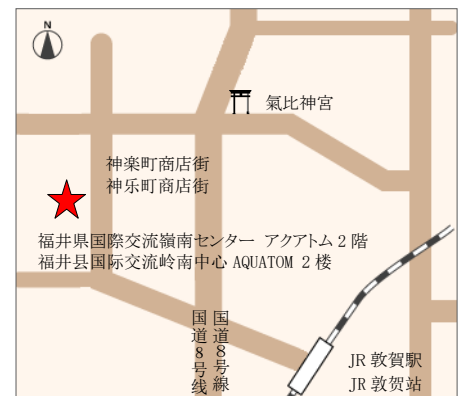 N
氣比神宮
神楽町商店街
神乐町商店街
福井県国際交流嶺南センター アクアトム 2 階
福井县国际交流岭南中心 AQUATOM 2 楼
国道8号線
国道8号线
JR 敦賀駅
JR 敦贺站